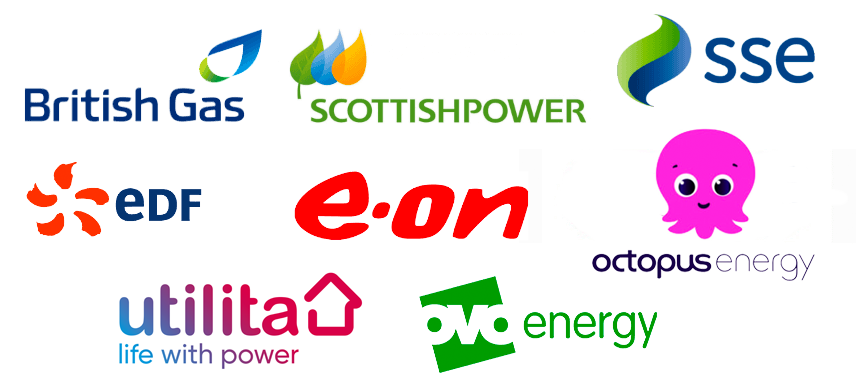 British Gas
SCOTTISHPOWER
sse
eDF
e·on
octopus energy
utilita
life with power
ovo energy